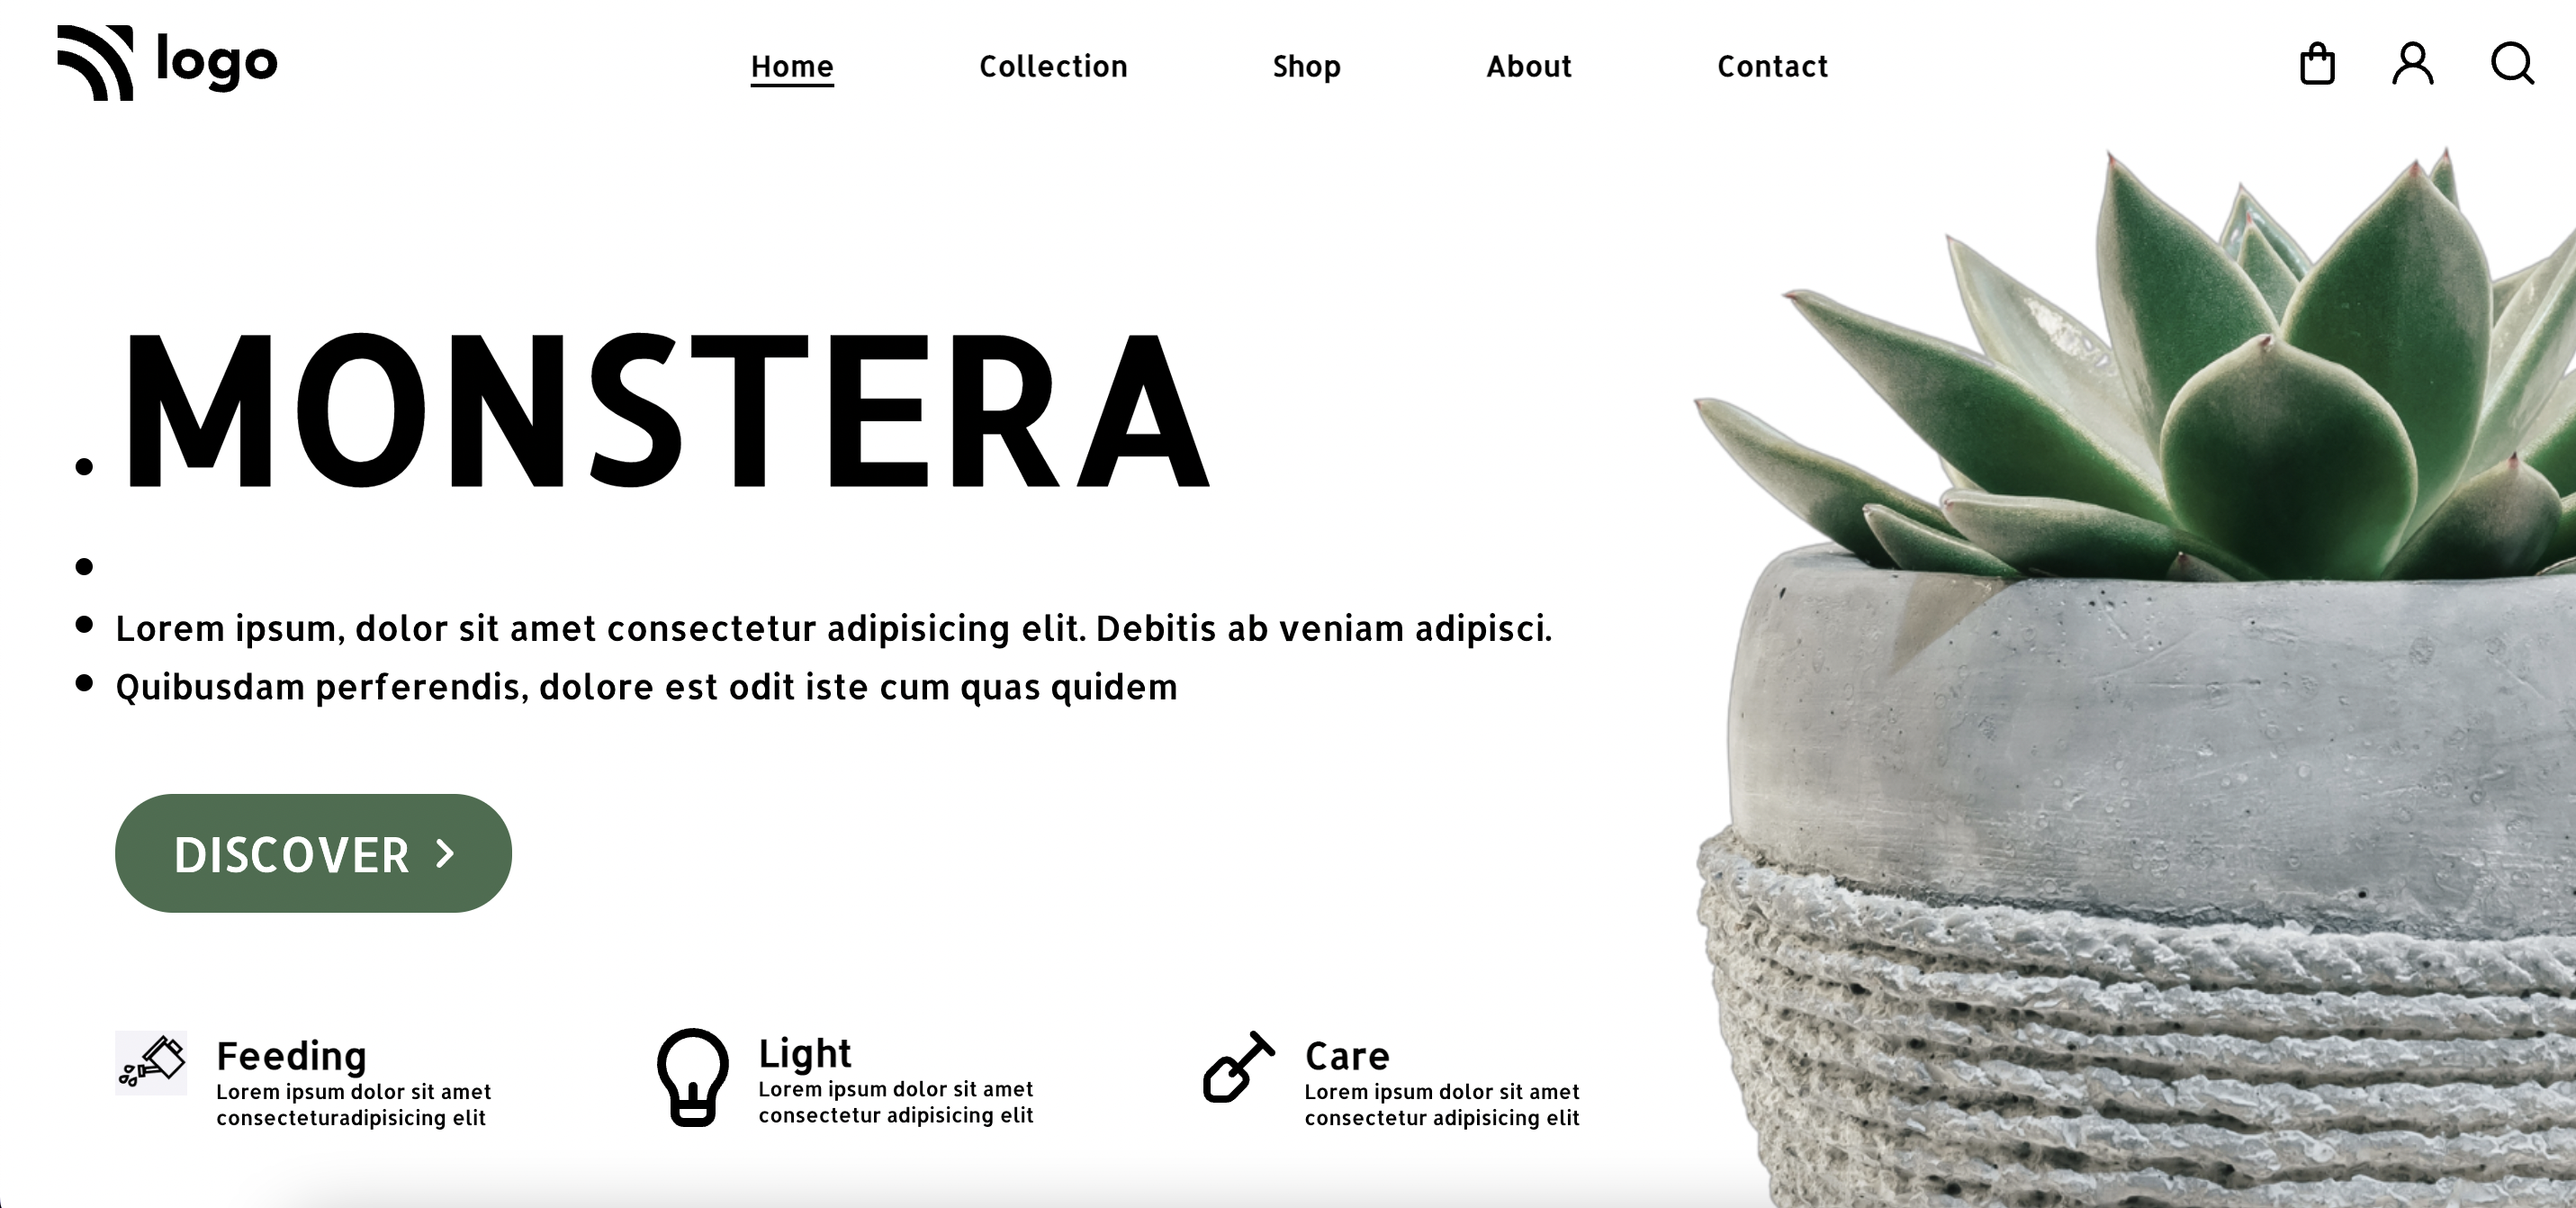 logo
Home Collection Shop About Contact
MONSTERA
Lorem ipsum, dolor sit amet consectetur adipisicing elit. Debitis ab veniam adipisci.
Quibusdam perferendis, dolore est odit iste cum quas quidem
DISCOVER
Feeding
Lorem ipsum dolor sit amet
consecteturadipisicing elit
Light
Lorem ipsum dolor sit amet
consectetur adipisicing elit
Care
Lorem ipsum dolor sit amet
consectetur adipisicing elit